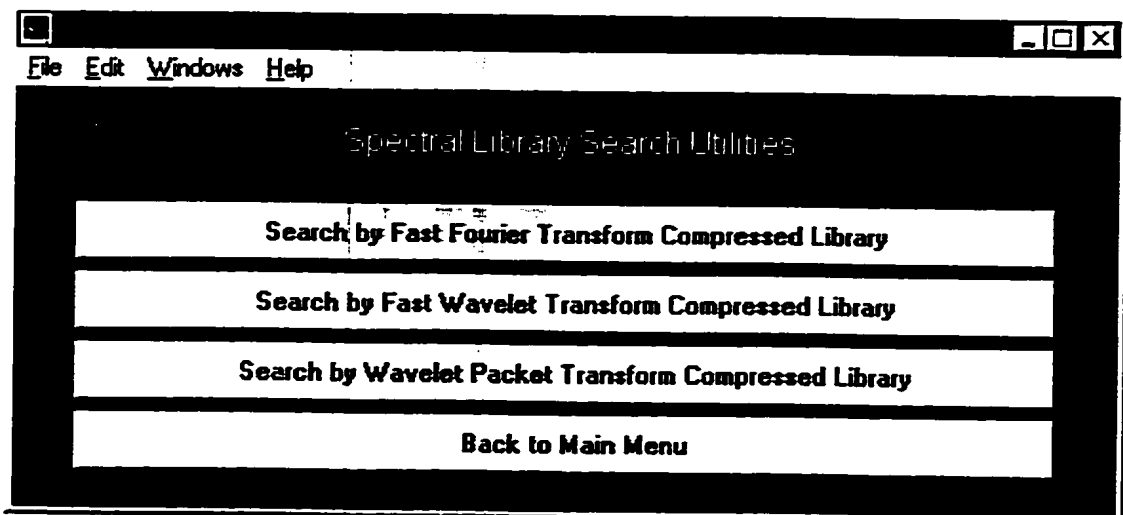 File Edit Windows Help
Spectral Library Search Utilities
Search by Fast Fourier Transform Compressed Library
Search by Fast Wavelet Transform Compressed Library
Search by Wavelet Packet Transform Compressed Library
Back to Main Menu